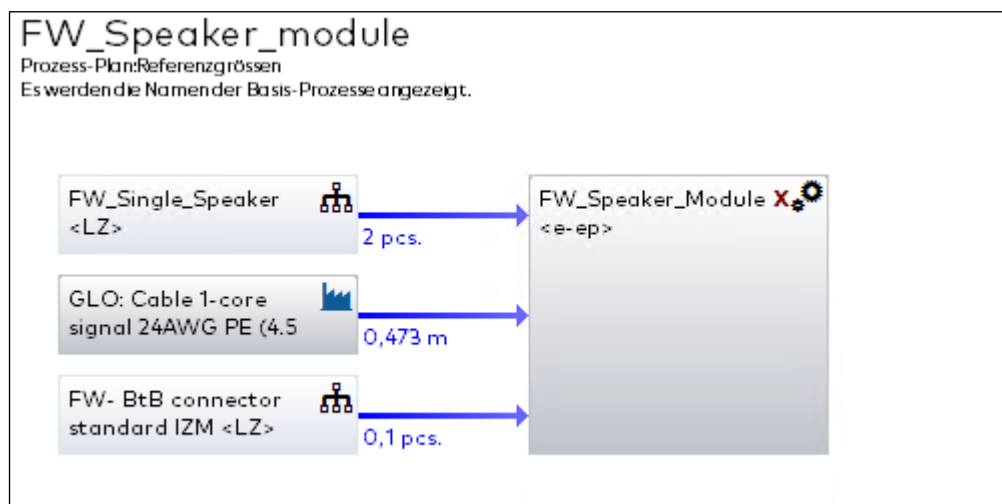 FW_Speaker_module
Prozess-Plan:Referenzgrössen
Es werden die Namen der Basis-Prozesse angezeigt.
FW_Single_Speaker
<LZ>
2 pcs.
GLO: Cable 1-core
signal 24AWG PE (4.5
0,473 m
FW- BtB connector
standard IZM <LZ>
0,1 pcs.
FW_Speaker_Module X
<e-ep>